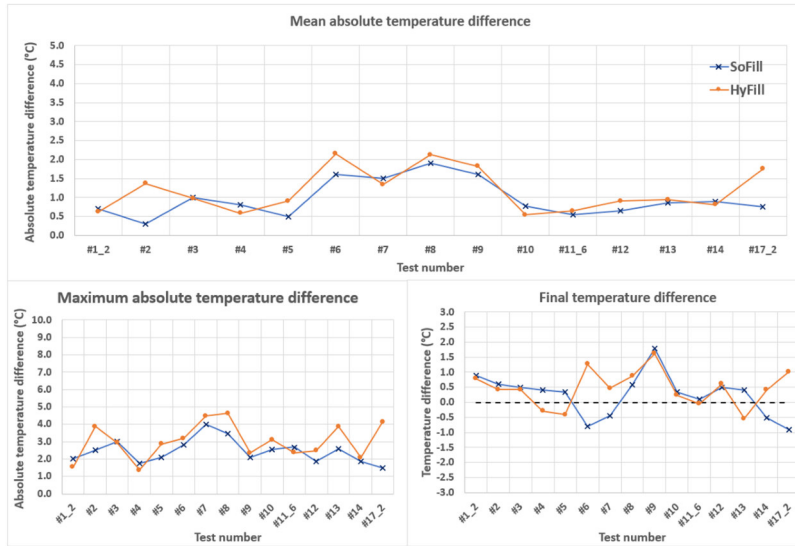 Mean absolute temperature difference
Absolute temperature difference (°C)
5.0
4.5
4.0
3.5
3.0
2.5
2.0
1.5
1.0
0.5
0.0
SoFill
HyFill
#1_2 #2 #3 #4 #5 #6 #7 #8 #9 #10 #11_6 #12 #13 #14 #17_2
Test number
Maximum absolute temperature difference
Absolute temperature difference (°C)
10.0
9.0
8.0
7.0
6.0
5.0
4.0
3.0
2.0
1.0
0.0
#1_2 #2 #3 #4 #5 #6 #7 #8 #9 #10 #11_6 #12 #13 #14 #17_2
Test number
Final temperature difference
Temperature difference (°C)
3.0
2.5
2.0
1.5
1.0
0.5
0.0
-0.5
-1.0
-1.5
-2.0
-2.5
-3.0
#1_2 #2 #3 #4 #5 #6 #7 #8 #9 #10 #11_6 #12 #13 #14 #17_2
Test number